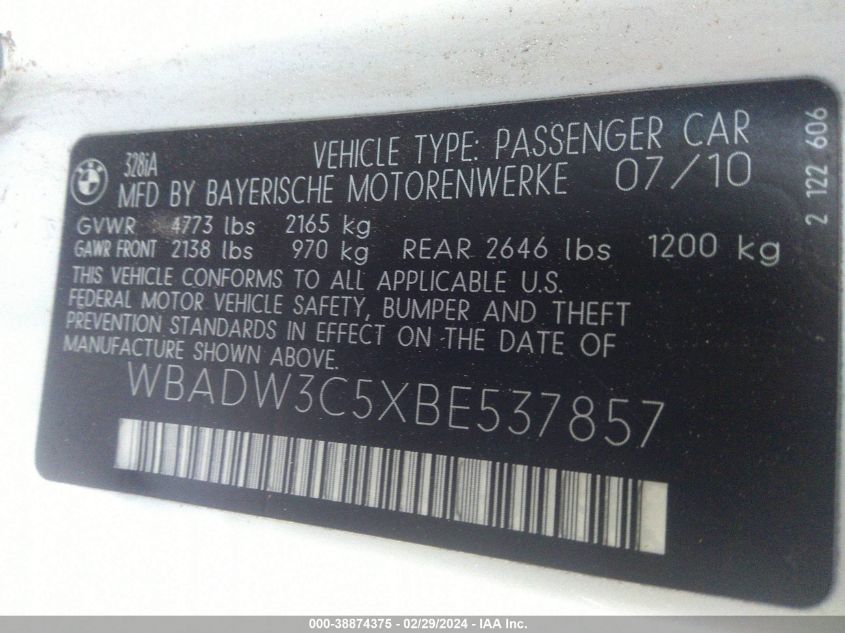 328iA
VEHICLE TYPE: PASSENGER CAR
MFD BY BAYERISCHE MOTORENWERKE 07/10
GVWR 4773 lbs 2165 kg
GAWR FRONT 2138 lbs 970 kg REAR 2646 lbs 1200 kg
THIS VEHICLE CONFORMS TO ALL APPLICABLE U.S.
FEDERAL MOTOR VEHICLE SAFETY, BUMPER AND THEFT
PREVENTION STANDARDS IN EFFECT ON THE DATE OF
MANUFACTURE SHOWN ABOVE.
WBADW3C5XBE537857
2 122 606
000-38874375 - 02/29/2024 - IAA Inc.